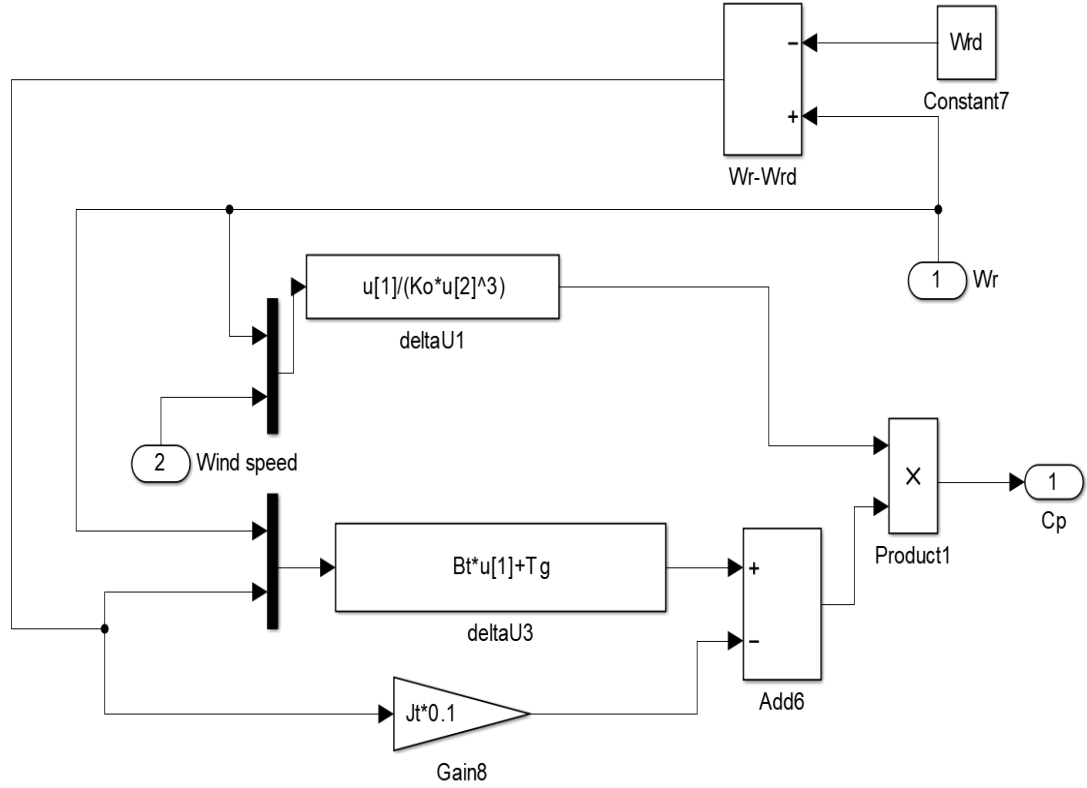 Wrd
Constant7
−
+
Wr-Wrd
1
Wr
u[1]/(Ko*u[2]^3)
deltaU1
2
Wind speed
×
1
Cp
Product1
Bt*u[1]+Tg
deltaU3
+
−
Add6
Jt*0.1
Gain8